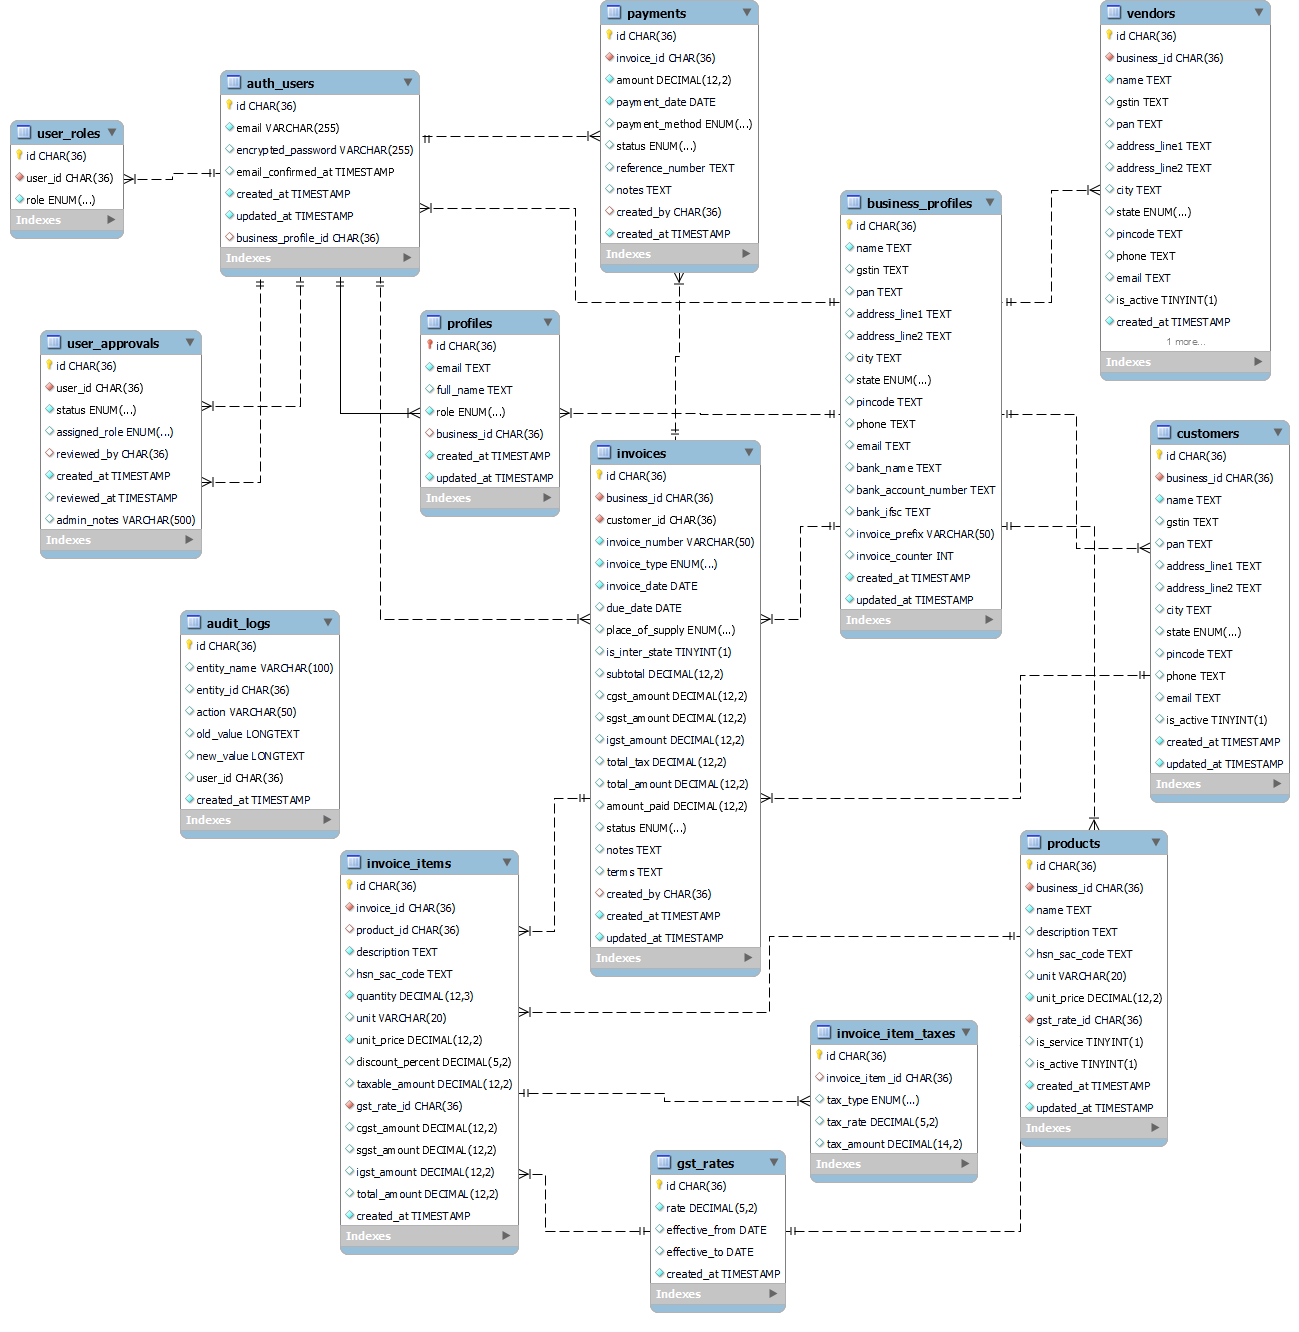 payments
id CHAR(36)
invoice_id CHAR(36)
amount DECIMAL(12,2)
payment_date DATE
payment_method ENUM(...)
status ENUM(...)
reference_number TEXT
notes TEXT
created_by CHAR(36)
created_at TIMESTAMP
Indexes
vendors
id CHAR(36)
business_id CHAR(36)
name TEXT
gstin TEXT
pan TEXT
address_line1 TEXT
address_line2 TEXT
city TEXT
state ENUM(...)
pincode TEXT
phone TEXT
email TEXT
is_active TINYINT(1)
created_at TIMESTAMP
1 more...
Indexes
auth_users
id CHAR(36)
email VARCHAR(255)
encrypted_password VARCHAR(255)
email_confirmed_at TIMESTAMP
created_at TIMESTAMP
updated_at TIMESTAMP
business_profile_id CHAR(36)
Indexes
user_roles
id CHAR(36)
user_id CHAR(36)
role ENUM(...)
Indexes
business_profiles
id CHAR(36)
name TEXT
gstin TEXT
pan TEXT
address_line1 TEXT
address_line2 TEXT
city TEXT
state ENUM(...)
pincode TEXT
phone TEXT
email TEXT
bank_name TEXT
bank_account_number TEXT
bank_ifsc TEXT
invoice_prefix VARCHAR(50)
invoice_counter INT
created_at TIMESTAMP
updated_at TIMESTAMP
Indexes
profiles
id CHAR(36)
email TEXT
full_name TEXT
role ENUM(...)
business_id CHAR(36)
created_at TIMESTAMP
updated_at TIMESTAMP
Indexes
user_approvals
id CHAR(36)
user_id CHAR(36)
status ENUM(...)
assigned_role ENUM(...)
reviewed_by CHAR(36)
created_at TIMESTAMP
reviewed_at TIMESTAMP
admin_notes VARCHAR(500)
Indexes
customers
id CHAR(36)
business_id CHAR(36)
name TEXT
gstin TEXT
pan TEXT
address_line1 TEXT
address_line2 TEXT
city TEXT
state ENUM(...)
pincode TEXT
phone TEXT
email TEXT
is_active TINYINT(1)
created_at TIMESTAMP
updated_at TIMESTAMP
Indexes
invoices
id CHAR(36)
business_id CHAR(36)
customer_id CHAR(36)
invoice_number VARCHAR(50)
invoice_type ENUM(...)
invoice_date DATE
due_date DATE
place_of_supply ENUM(...)
is_inter_state TINYINT(1)
subtotal DECIMAL(12,2)
cgst_amount DECIMAL(12,2)
sgst_amount DECIMAL(12,2)
igst_amount DECIMAL(12,2)
total_tax DECIMAL(12,2)
total_amount DECIMAL(12,2)
amount_paid DECIMAL(12,2)
status ENUM(...)
notes TEXT
terms TEXT
created_by CHAR(36)
created_at TIMESTAMP
updated_at TIMESTAMP
Indexes
audit_logs
id CHAR(36)
entity_name VARCHAR(100)
entity_id CHAR(36)
action VARCHAR(50)
old_value LONGTEXT
new_value LONGTEXT
user_id CHAR(36)
created_at TIMESTAMP
Indexes
products
id CHAR(36)
business_id CHAR(36)
name TEXT
description TEXT
hsn_sac_code TEXT
unit VARCHAR(20)
unit_price DECIMAL(12,2)
gst_rate_id CHAR(36)
is_service TINYINT(1)
is_active TINYINT(1)
created_at TIMESTAMP
updated_at TIMESTAMP
Indexes
invoice_items
id CHAR(36)
invoice_id CHAR(36)
product_id CHAR(36)
description TEXT
hsn_sac_code TEXT
quantity DECIMAL(12,3)
unit VARCHAR(20)
unit_price DECIMAL(12,2)
discount_percent DECIMAL(5,2)
taxable_amount DECIMAL(12,2)
gst_rate_id CHAR(36)
cgst_amount DECIMAL(12,2)
sgst_amount DECIMAL(12,2)
igst_amount DECIMAL(12,2)
total_amount DECIMAL(12,2)
created_at TIMESTAMP
Indexes
invoice_item_taxes
id CHAR(36)
invoice_item_id CHAR(36)
tax_type ENUM(...)
tax_rate DECIMAL(5,2)
tax_amount DECIMAL(14,2)
Indexes
gst_rates
id CHAR(36)
rate DECIMAL(5,2)
effective_from DATE
effective_to DATE
created_at TIMESTAMP
Indexes